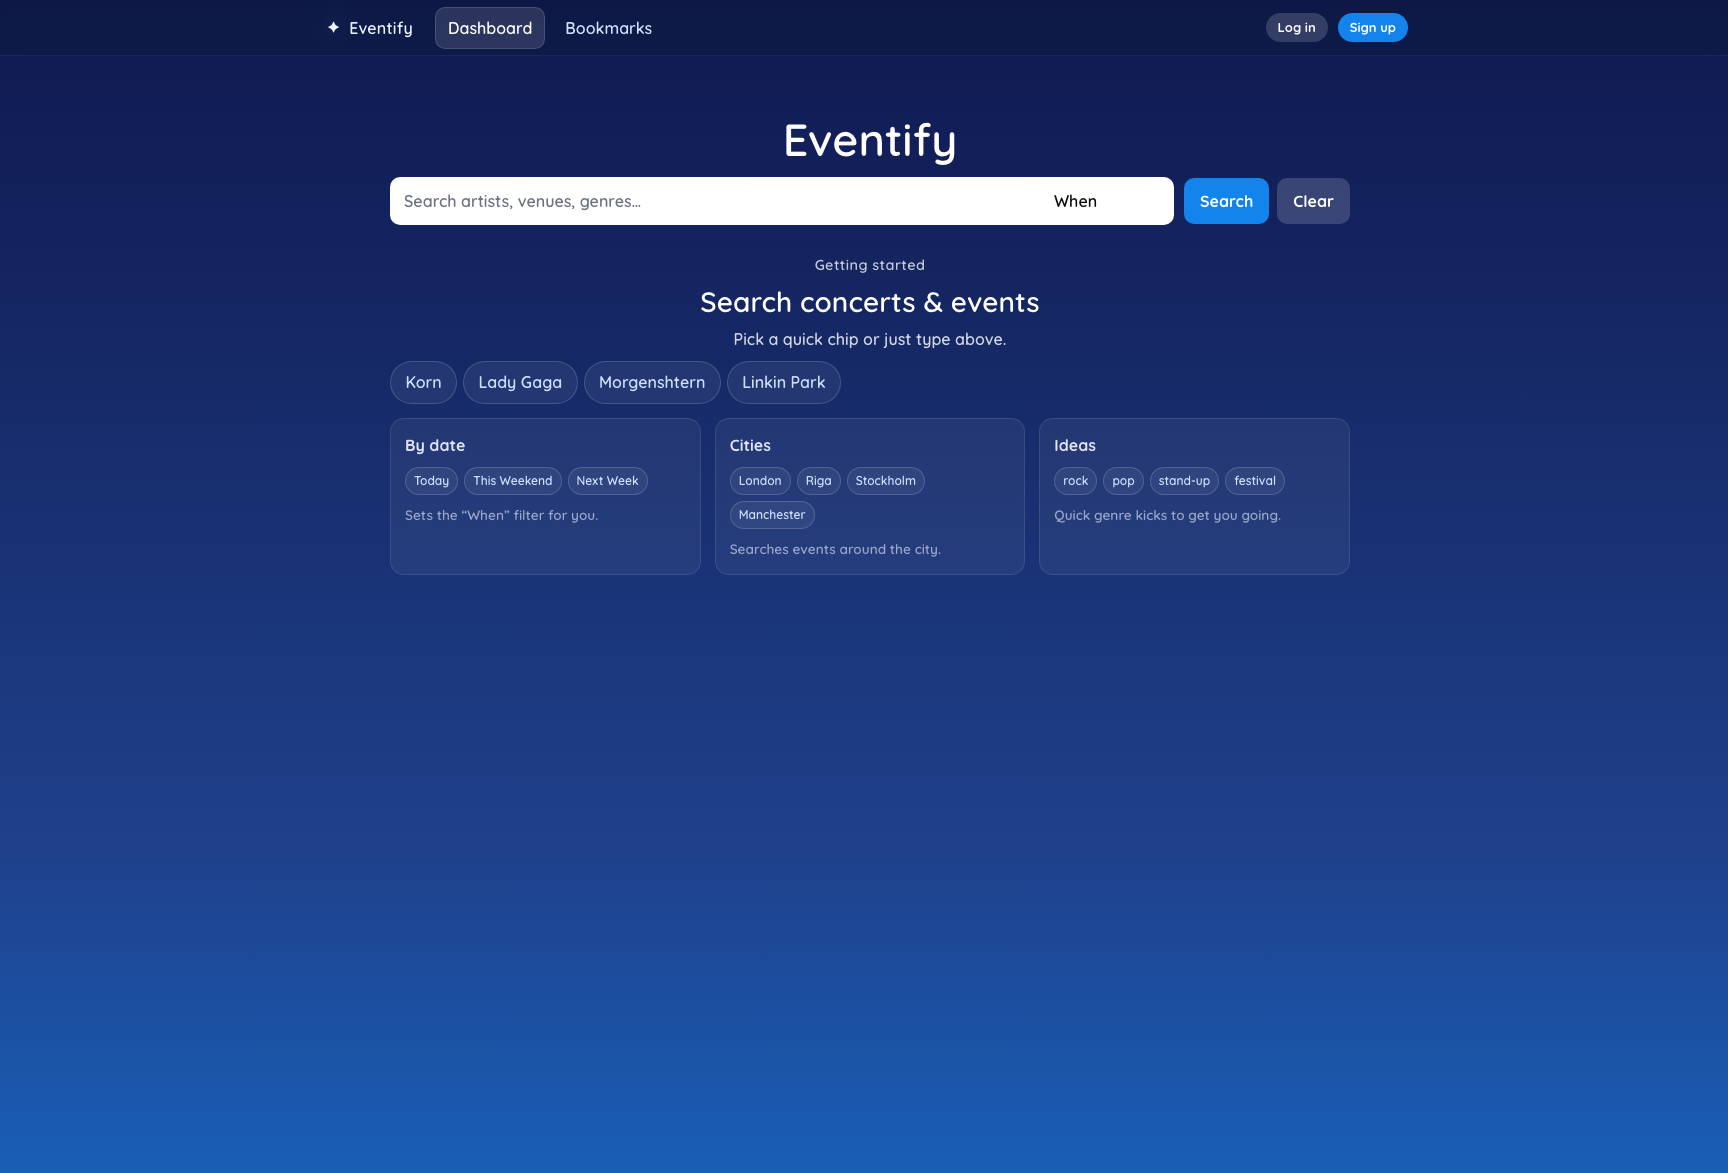 ✦ Eventify Dashboard Bookmarks Log in Sign up
Eventify
Search artists, venues, genres... When Search Clear
Getting started
Search concerts & events
Pick a quick chip or just type above.
Korn Lady Gaga Morgenshtern Linkin Park
By date
Today This Weekend Next Week
Sets the “When” filter for you.
Cities
London Riga Stockholm
Manchester
Searches events around the city.
Ideas
rock pop stand-up festival
Quick genre kicks to get you going.